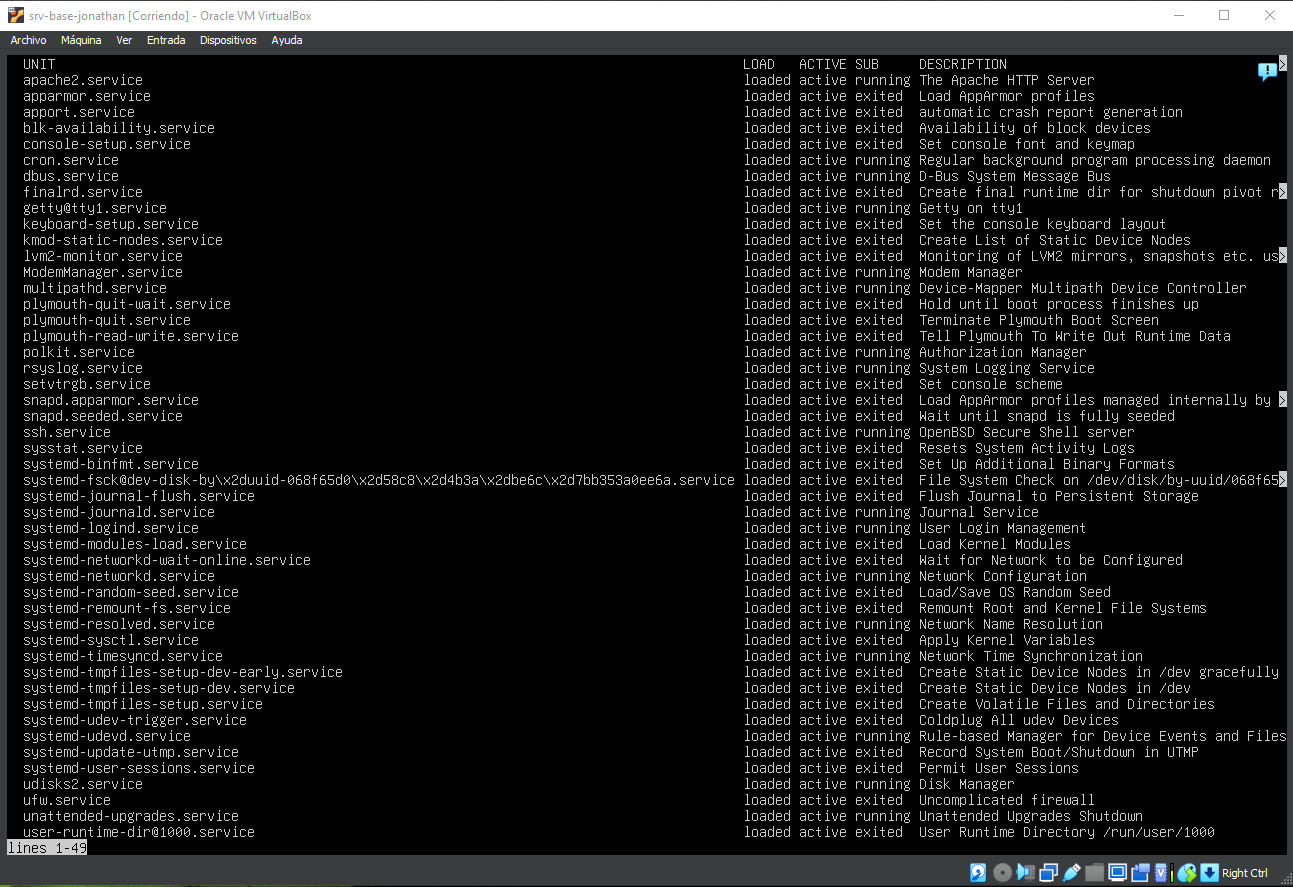 srv-base-jonathan [Corriendo] - Oracle VM VirtualBox
Archivo Máquina Ver Entrada Dispositivos Ayuda
UNIT LOAD ACTIVE SUB DESCRIPTION >
apache2.service loaded active running The Apache HTTP Server
apparmor.service loaded active exited Load AppArmor profiles
apport.service loaded active exited automatic crash report generation
blk-availability.service loaded active exited Availability of block devices
console-setup.service loaded active exited Set console font and keymap
cron.service loaded active running Regular background program processing daemon
dbus.service loaded active running D-Bus System Message Bus
finalrd.service loaded active exited Create final runtime dir for shutdown pivot r>
getty@tty1.service loaded active running Getty on tty1
keyboard-setup.service loaded active exited Set the console keyboard layout
kmod-static-nodes.service loaded active exited Create List of Static Device Nodes
lvm2-monitor.service loaded active exited Monitoring of LVM2 mirrors, snapshots etc. us>
ModemManager.service loaded active running Modem Manager
multipathd.service loaded active running Device-Mapper Multipath Device Controller
plymouth-quit-wait.service loaded active exited Hold until boot process finishes up
plymouth-quit.service loaded active exited Terminate Plymouth Boot Screen
plymouth-read-write.service loaded active exited Tell Plymouth To Write Out Runtime Data
polkit.service loaded active running Authorization Manager
rsyslog.service loaded active running System Logging Service
setvtrgb.service loaded active exited Set console scheme
snapd.apparmor.service loaded active exited Load AppArmor profiles managed internally by >
snapd.seeded.service loaded active exited Wait until snapd is fully seeded
ssh.service loaded active running OpenBSD Secure Shell server
sysstat.service loaded active exited Resets System Activity Logs
systemd-binfmt.service loaded active exited Set Up Additional Binary Formats
systemd-fsck@dev-disk-by\x2duuid-068f65d0\x2d58c8\x2d4b3a\x2dbe6c\x2d7bb353a0ee6a.service loaded active exited File System Check on /dev/disk/by-uuid/068f65>
systemd-journal-flush.service loaded active exited Flush Journal to Persistent Storage
systemd-journald.service loaded active running Journal Service
systemd-logind.service loaded active running User Login Management
systemd-modules-load.service loaded active exited Load Kernel Modules
systemd-networkd-wait-online.service loaded active exited Wait for Network to be Configured
systemd-networkd.service loaded active running Network Configuration
systemd-random-seed.service loaded active exited Load/Save OS Random Seed
systemd-remount-fs.service loaded active exited Remount Root and Kernel File Systems
systemd-resolved.service loaded active running Network Name Resolution
systemd-sysctl.service loaded active exited Apply Kernel Variables
systemd-timesyncd.service loaded active running Network Time Synchronization
systemd-tmpfiles-setup-dev-early.service loaded active exited Create Static Device Nodes in /dev gracefully
systemd-tmpfiles-setup-dev.service loaded active exited Create Static Device Nodes in /dev
systemd-tmpfiles-setup.service loaded active exited Create Volatile Files and Directories
systemd-udev-trigger.service loaded active exited Coldplug All udev Devices
systemd-udevd.service loaded active running Rule-based Manager for Device Events and Files
systemd-update-utmp.service loaded active exited Record System Boot/Shutdown in UTMP
systemd-user-sessions.service loaded active exited Permit User Sessions
udisks2.service loaded active running Disk Manager
ufw.service loaded active exited Uncomplicated firewall
unattended-upgrades.service loaded active running Unattended Upgrades Shutdown
user-runtime-dir@1000.service loaded active exited User Runtime Directory /run/user/1000
lines 1-49
Right Ctrl